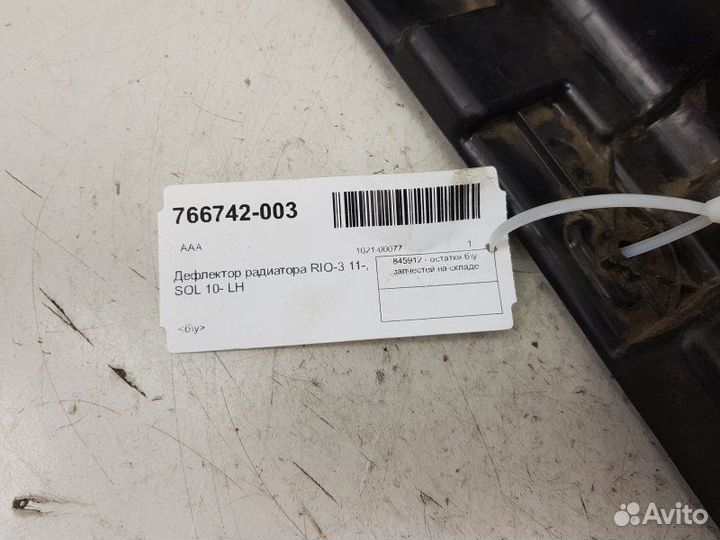 766742-003
AAA
1021-00077 1
Дефлектор радиатора RIO-3 11-,
SOL 10- LH
845912 - остатки б\у
запчастей на складе
<б\у>
Avito